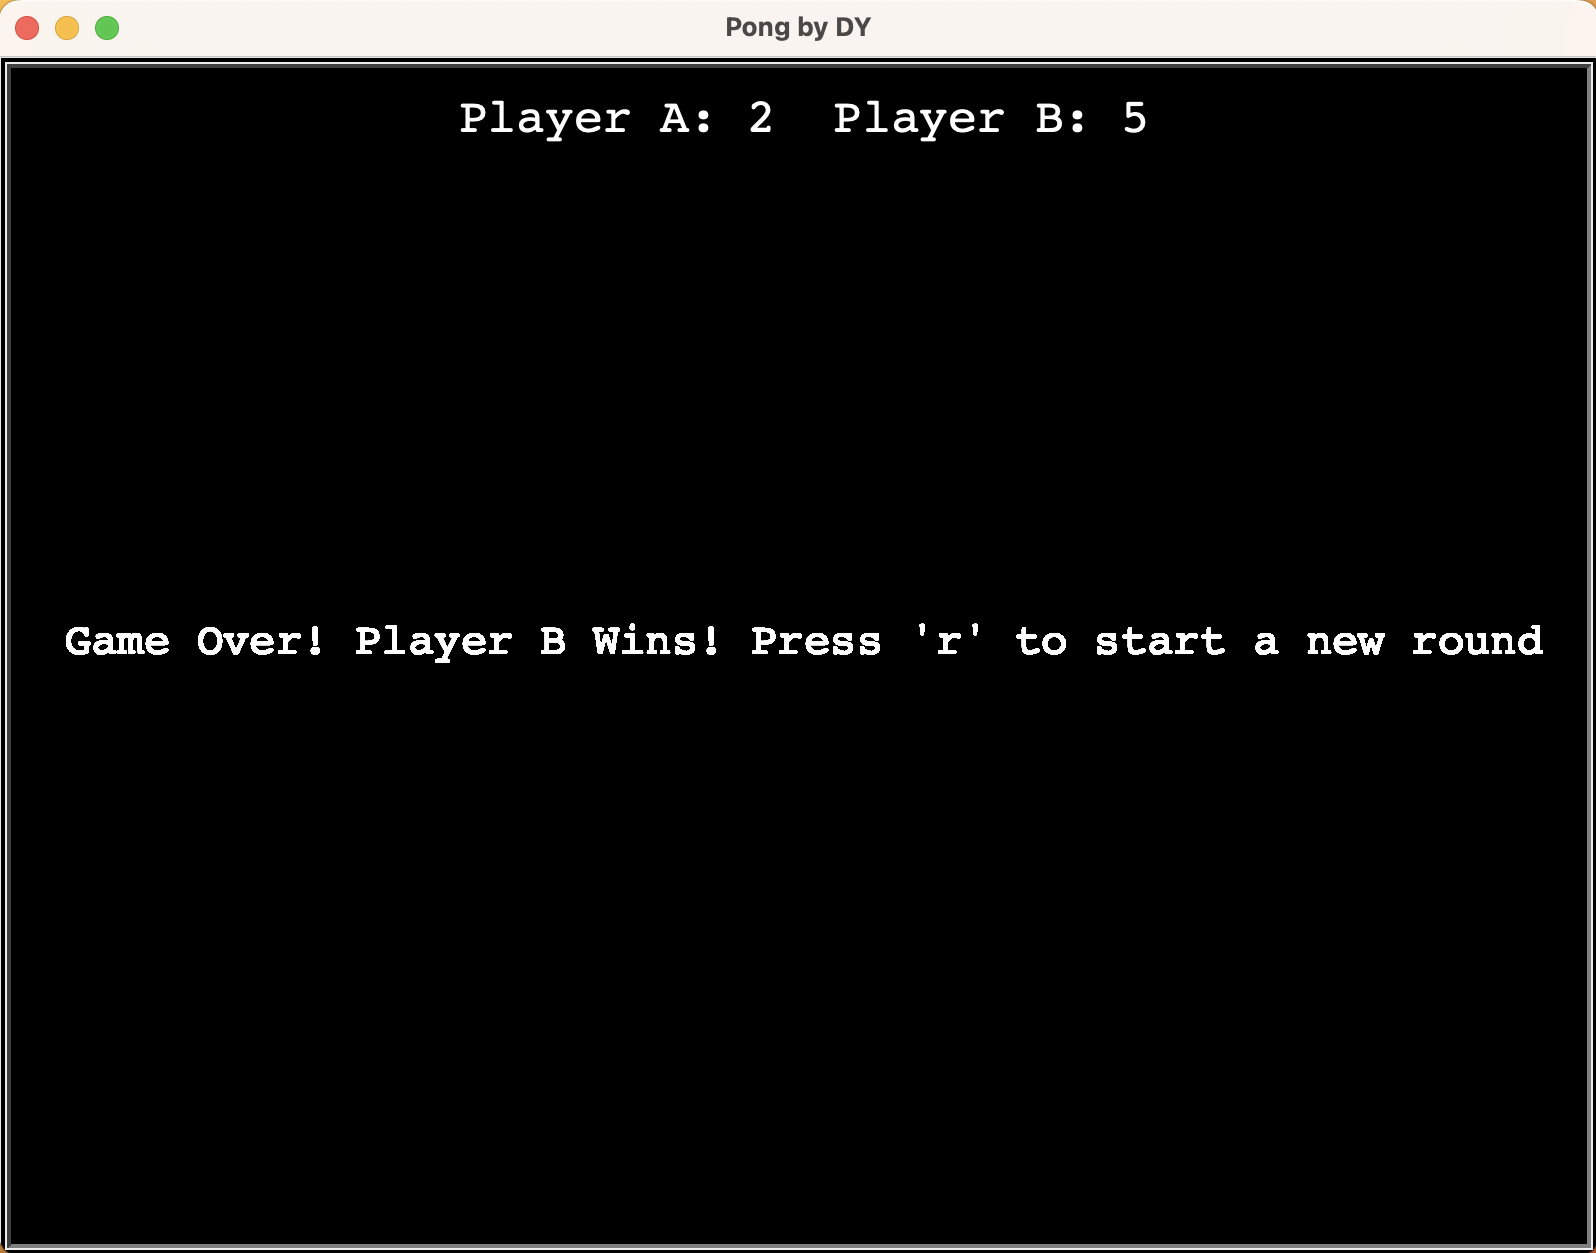 Pong by DY
Player A: 2  Player B: 5
Game Over! Player B Wins! Press 'r' to start a new round